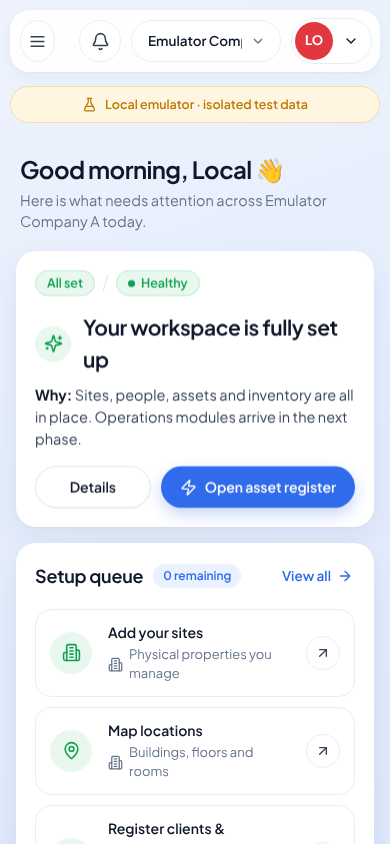 Emulator Com
LO
Local emulator · isolated test data
Good morning, Local 👋
Here is what needs attention across Emulator
Company A today.
All set / Healthy
Your workspace is fully set
up
Why: Sites, people, assets and inventory are all
in place. Operations modules arrive in the next
phase.
Details
Open asset register
Setup queue
0 remaining
View all
Add your sites
Physical properties you
manage
Map locations
Buildings, floors and
rooms
Register clients &